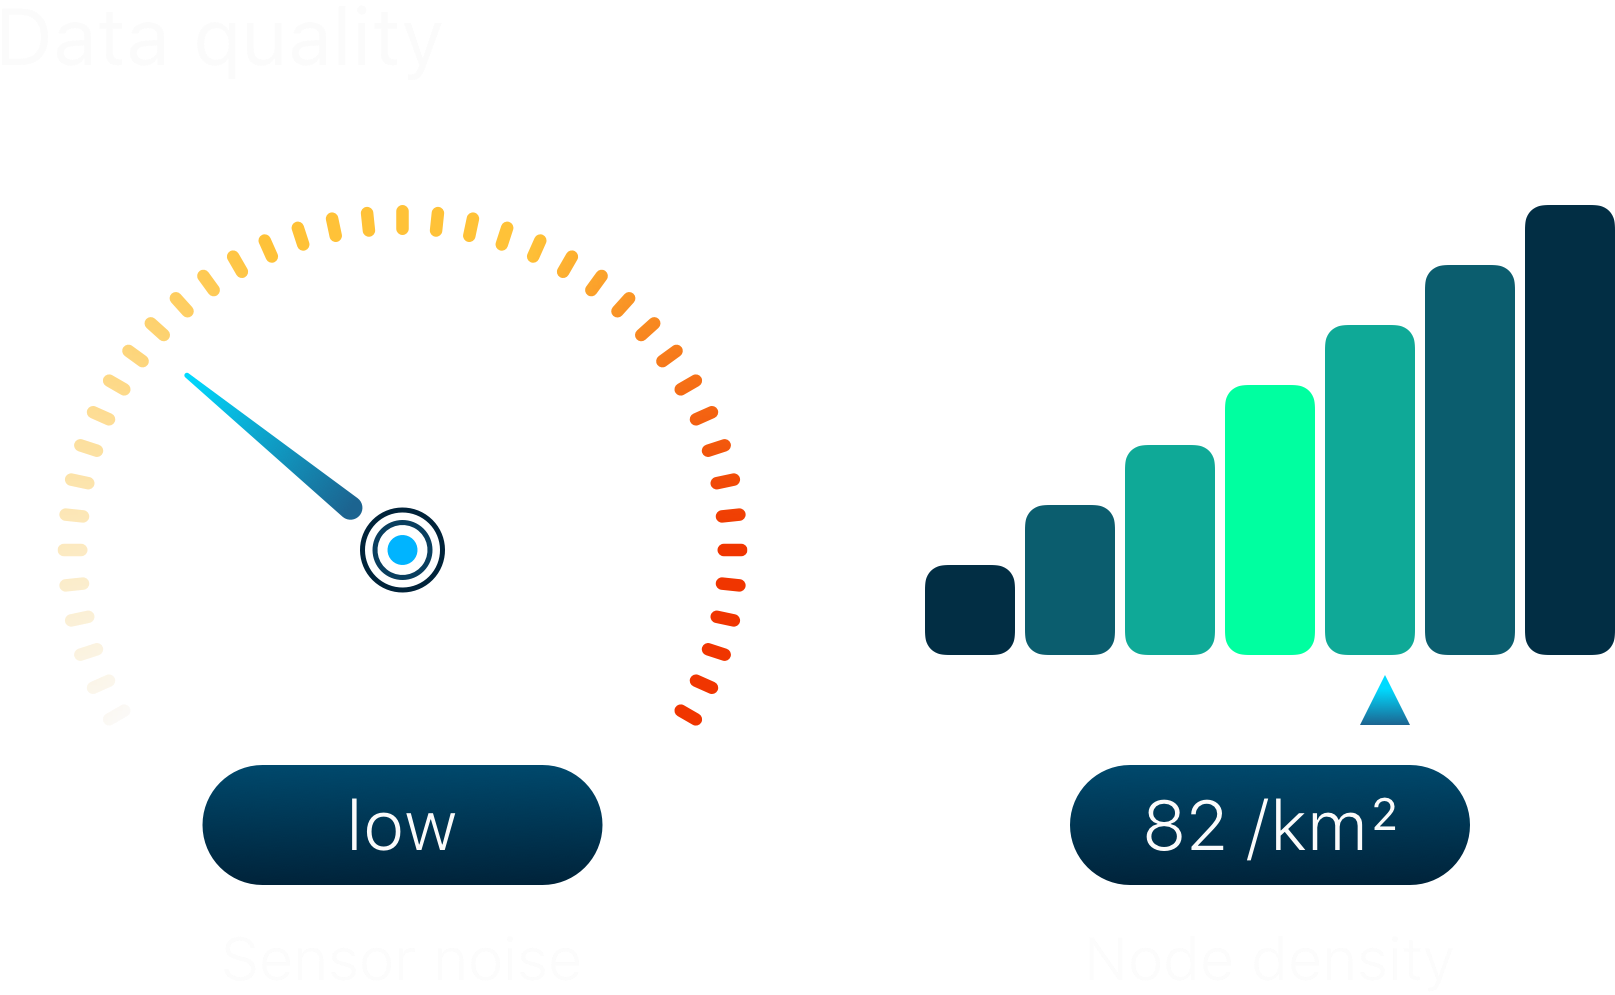 Data quality
low
82 /km²
Sensor noise
Node density